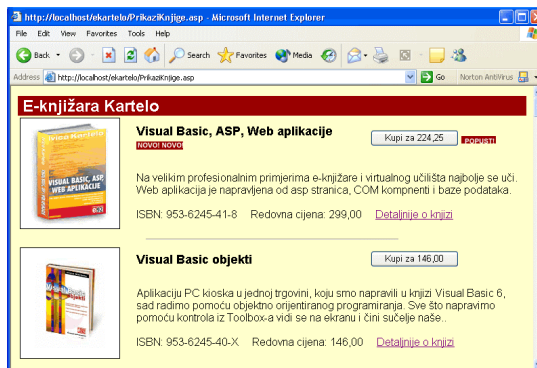 http://localhost/ekartelo/PrikaziKnjige.asp - Microsoft Internet Explorer
File Edit View Favorites Tools Help
Back Search Favorites Media
Address http://localhost/ekartelo/PrikaziKnjige.asp Go Norton AntiVirus
E-knjižara Kartelo
Visual Basic, ASP, Web aplikacije
NOVO! NOVO!
Kupi za 224,25 POPUST!
VISUAL BASIC, ASP,
WEB APLIKACIJE
Na velikim profesionalnim primjerima e-knjižare i virtualnog učilišta najbolje se uči.
Web aplikacija je napravljena od asp stranica, COM kompnenti i baze podataka.
ISBN: 953-6245-41-8 Redovna cijena: 299,00 Detaljnije o knjizi
Visual Basic objekti
Kupi za 146,00
Aplikaciju PC kioska u jednoj trgovini, koju smo napravili u knjizi Visual Basic 6,
sad radimo pomoću objektno orijentiranog programiranja. Sve što napravimo
pomoću kontrola iz Toolbox-a vidi se na ekranu i čini sučelje naše..
ISBN: 953-6245-40-X Redovna cijena: 146,00 Detaljnije o knjizi